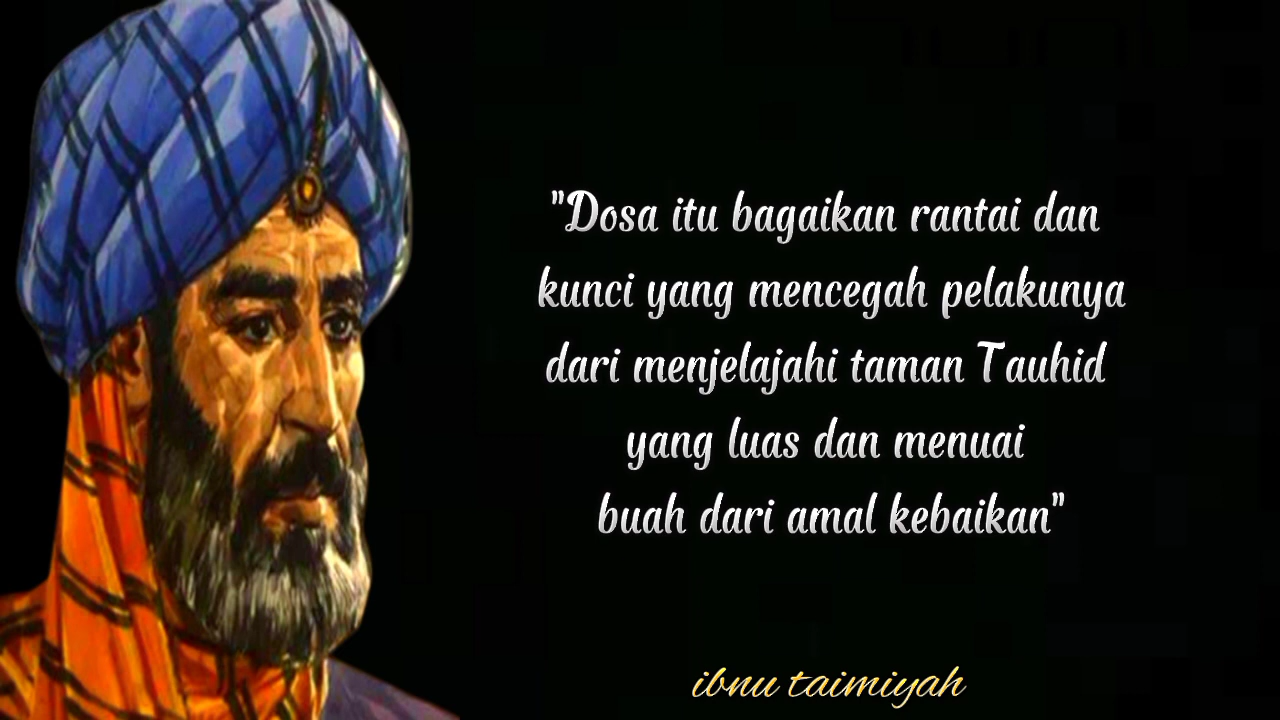 "Dosa itu bagaikan rantai dan
kunci yang mencegah pelakunya
dari menjelajahi taman Tauhid
yang luas dan menuai
buah dari amal kebaikan"
ibnu taimiyah